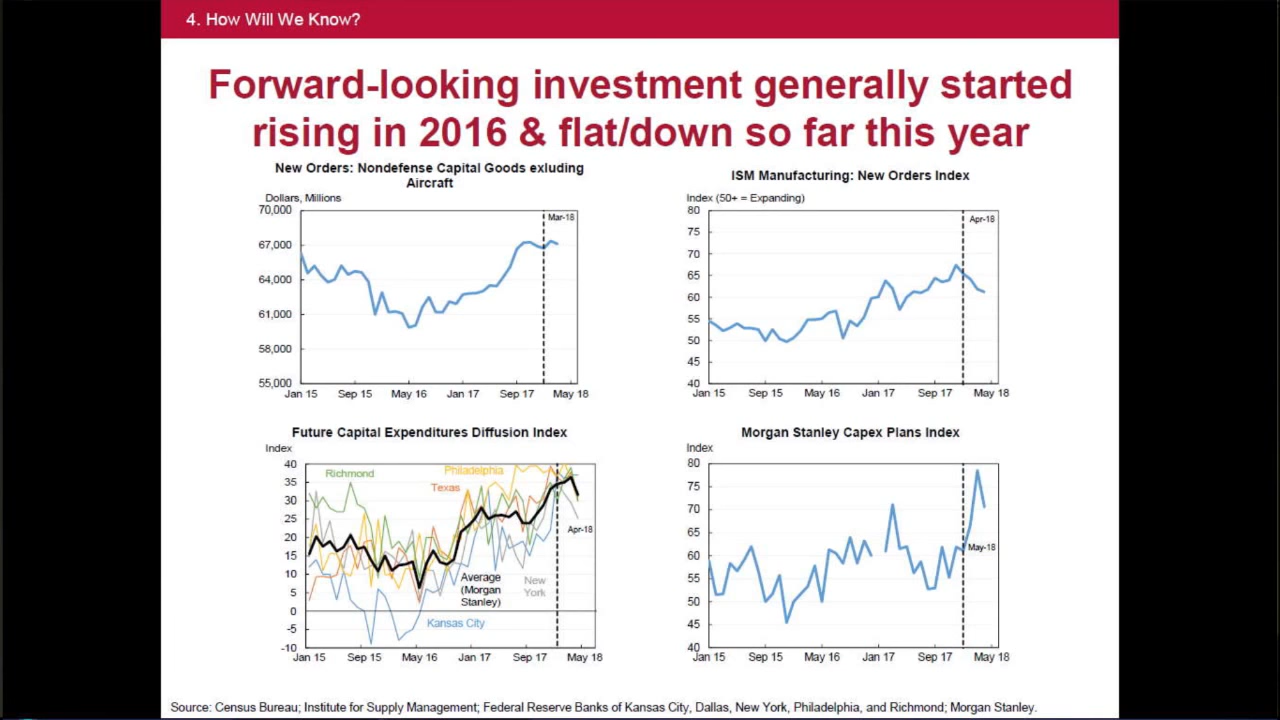 4. How Will We Know?
Forward-looking investment generally started
rising in 2016 & flat/down so far this year
New Orders: Nondefense Capital Goods exluding
Aircraft
Dollars, Millions
70,000
67,000
64,000
61,000
58,000
55,000
Mar-18
Jan 15 Sep 15 May 16 Jan 17 Sep 17 May 18
ISM Manufacturing: New Orders Index
Index (50+ = Expanding)
80
75
70
65
60
55
50
45
40
Apr-18
Jan 15 Sep 15 May 16 Jan 17 Sep 17 May 18
Future Capital Expenditures Diffusion Index
Index
40
35
30
25
20
15
10
5
0
-5
-10
Richmond
Philadelphia
Texas
Apr-18
Average
(Morgan
Stanley)
New
York
Kansas City
Jan 15 Sep 15 May 16 Jan 17 Sep 17 May 18
Morgan Stanley Capex Plans Index
Index
80
75
70
65
60
55
50
45
40
May-18
Jan 15 Sep 15 May 16 Jan 17 Sep 17 May 18
Source: Census Bureau; Institute for Supply Management; Federal Reserve Banks of Kansas City, Dallas, New York, Philadelphia, and Richmond; Morgan Stanley.